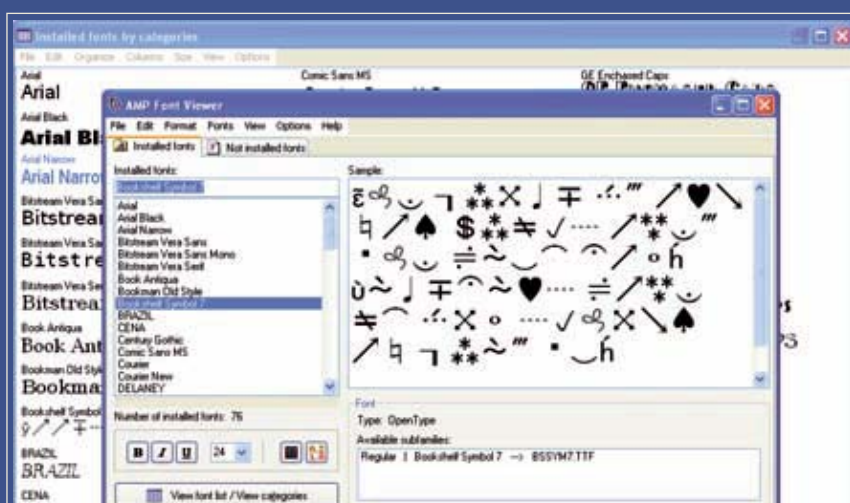 Installed fonts by categories
File Edit Organize Columns Size View Options
Arial
Arial
Comic Sans MS
GE Enchased Caps
Arial Black
Arial Bl
Arial Narrow
Arial Narro
Bitstream Vera Sa
Bitstrea
Bitstream Vera Sa
Bitstre
Bitstream Vera Se
Bitstrea
Book Antiqua
Book Ant
Bookman Old Style
Bookma
Bookshelf Symbol
BRAZIL
BRAZIL
CENA
AMP Font Viewer
File Edit Format Fonts View Options Help
Installed fonts Not installed fonts
Installed fonts:
Bookshelf Symbol 7
Arial
Arial Black
Arial Narrow
Bitstream Vera Sans
Bitstream Vera Sans Mono
Bitstream Vera Serif
Book Antiqua
Bookman Old Style
Bookshelf Symbol 7
BRAZIL
CENA
Century Gothic
Comic Sans MS
Courier
Courier New
DELANEY
Number of installed fonts: 76
B I U 24
View font list / View categories
Sample:
Font
Type: OpenType
Available subfamilies:
Regular | Bookshelf Symbol 7 --> BSSYM7.TTF